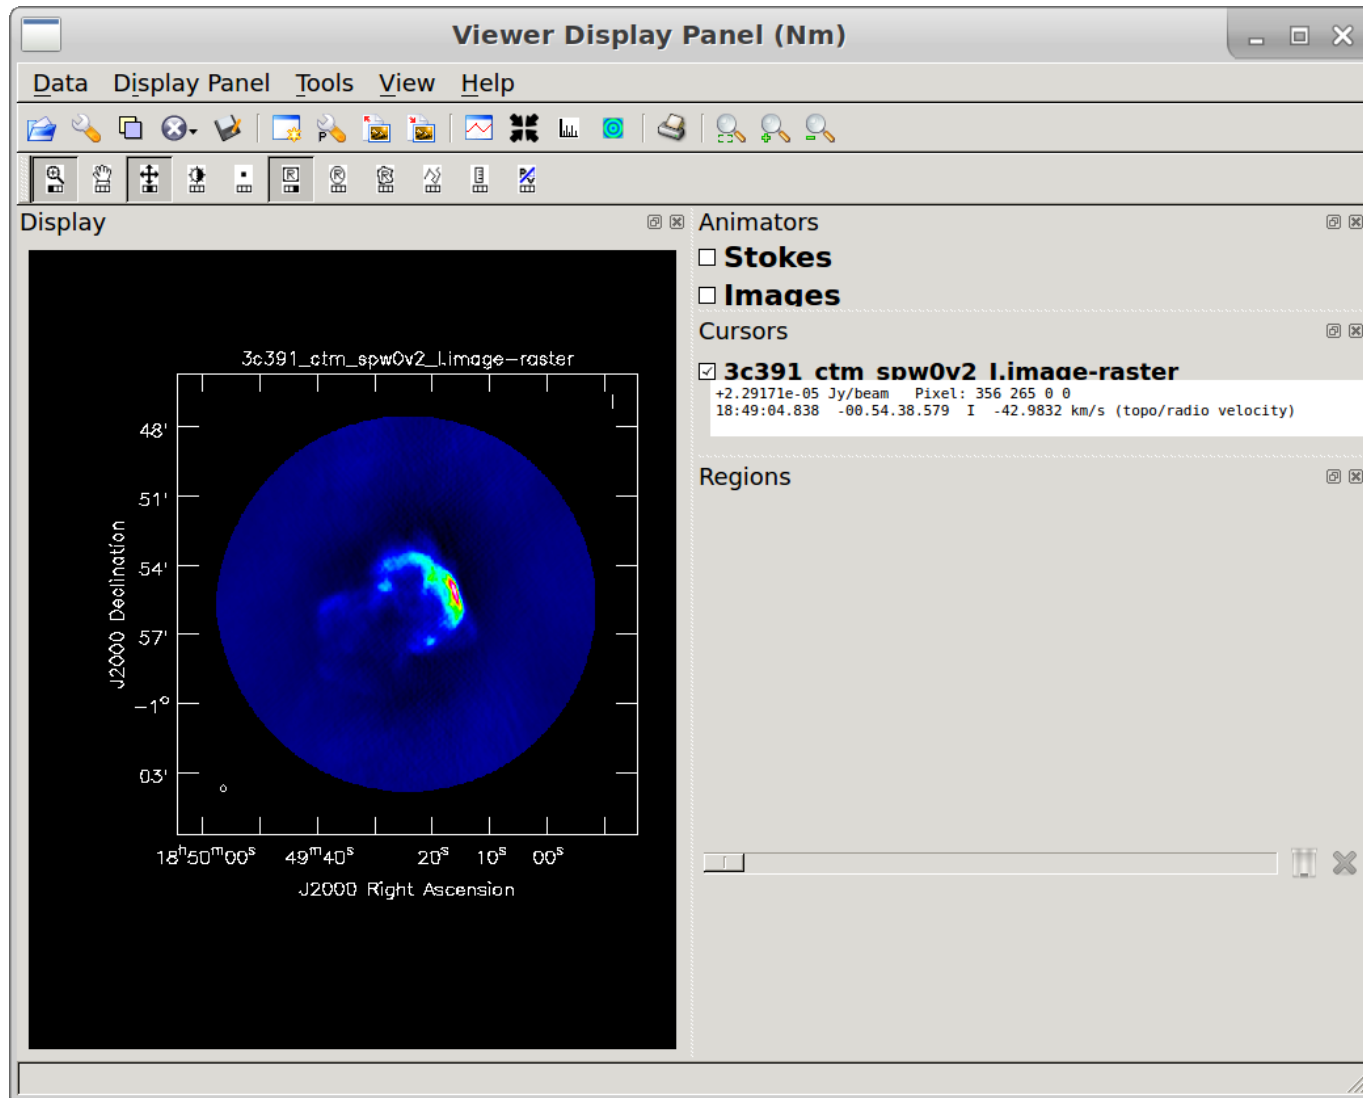 Viewer Display Panel (Nm)
Data Display Panel Tools View Help
Display
Animators
Stokes
Images
Cursors
3c391_ctm_spw0v2_I.image-raster
+2.29171e-05 Jy/beam Pixel: 356 265 0 0
18:49:04.838 -00.54.38.579 I -42.9832 km/s (topo/radio velocity)
Regions
3c391_ctm_spw0v2_I.image-raster
I
48'
51'
54'
57'
-1°
03'
J2000 Declination
18h50m00s 49m40s 20s 10s 00s
J2000 Right Ascension